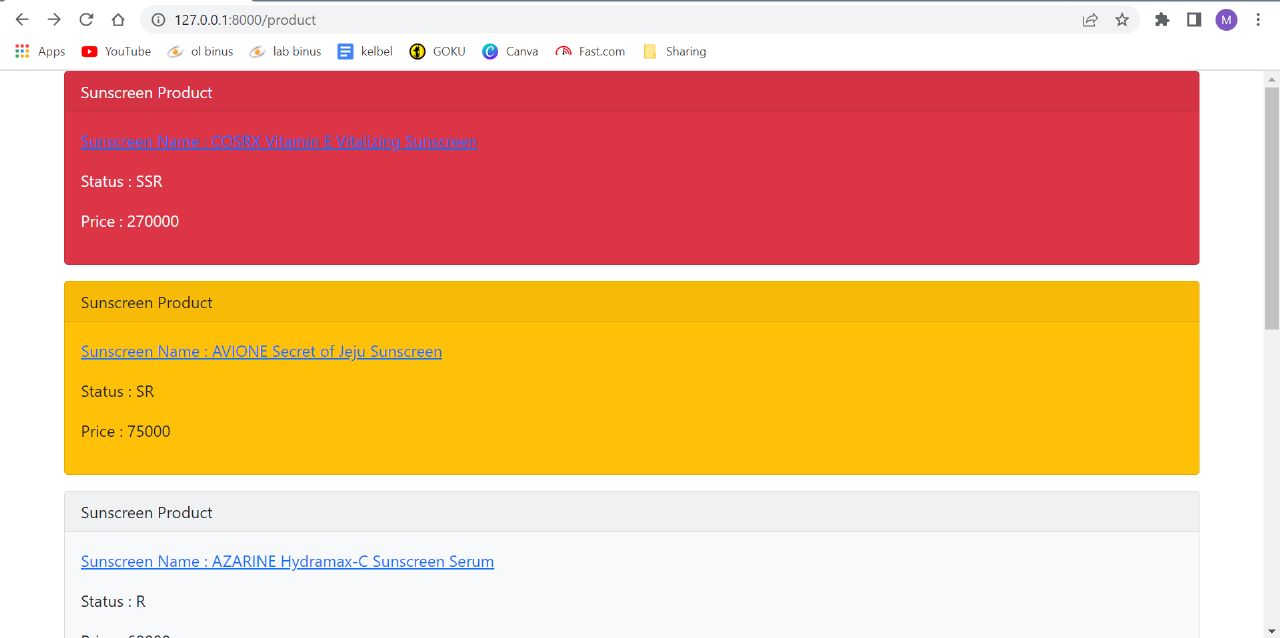 127.0.0.1:8000/product
M
Apps YouTube ol binus lab binus kelbel GOKU Canva Fast.com Sharing
Sunscreen Product
Sunscreen Name : COSRX Vitamin E Vitalizing Sunscreen
Status : SSR
Price : 270000
Sunscreen Product
Sunscreen Name : AVIONE Secret of Jeju Sunscreen
Status : SR
Price : 75000
Sunscreen Product
Sunscreen Name : AZARINE Hydramax-C Sunscreen Serum
Status : R